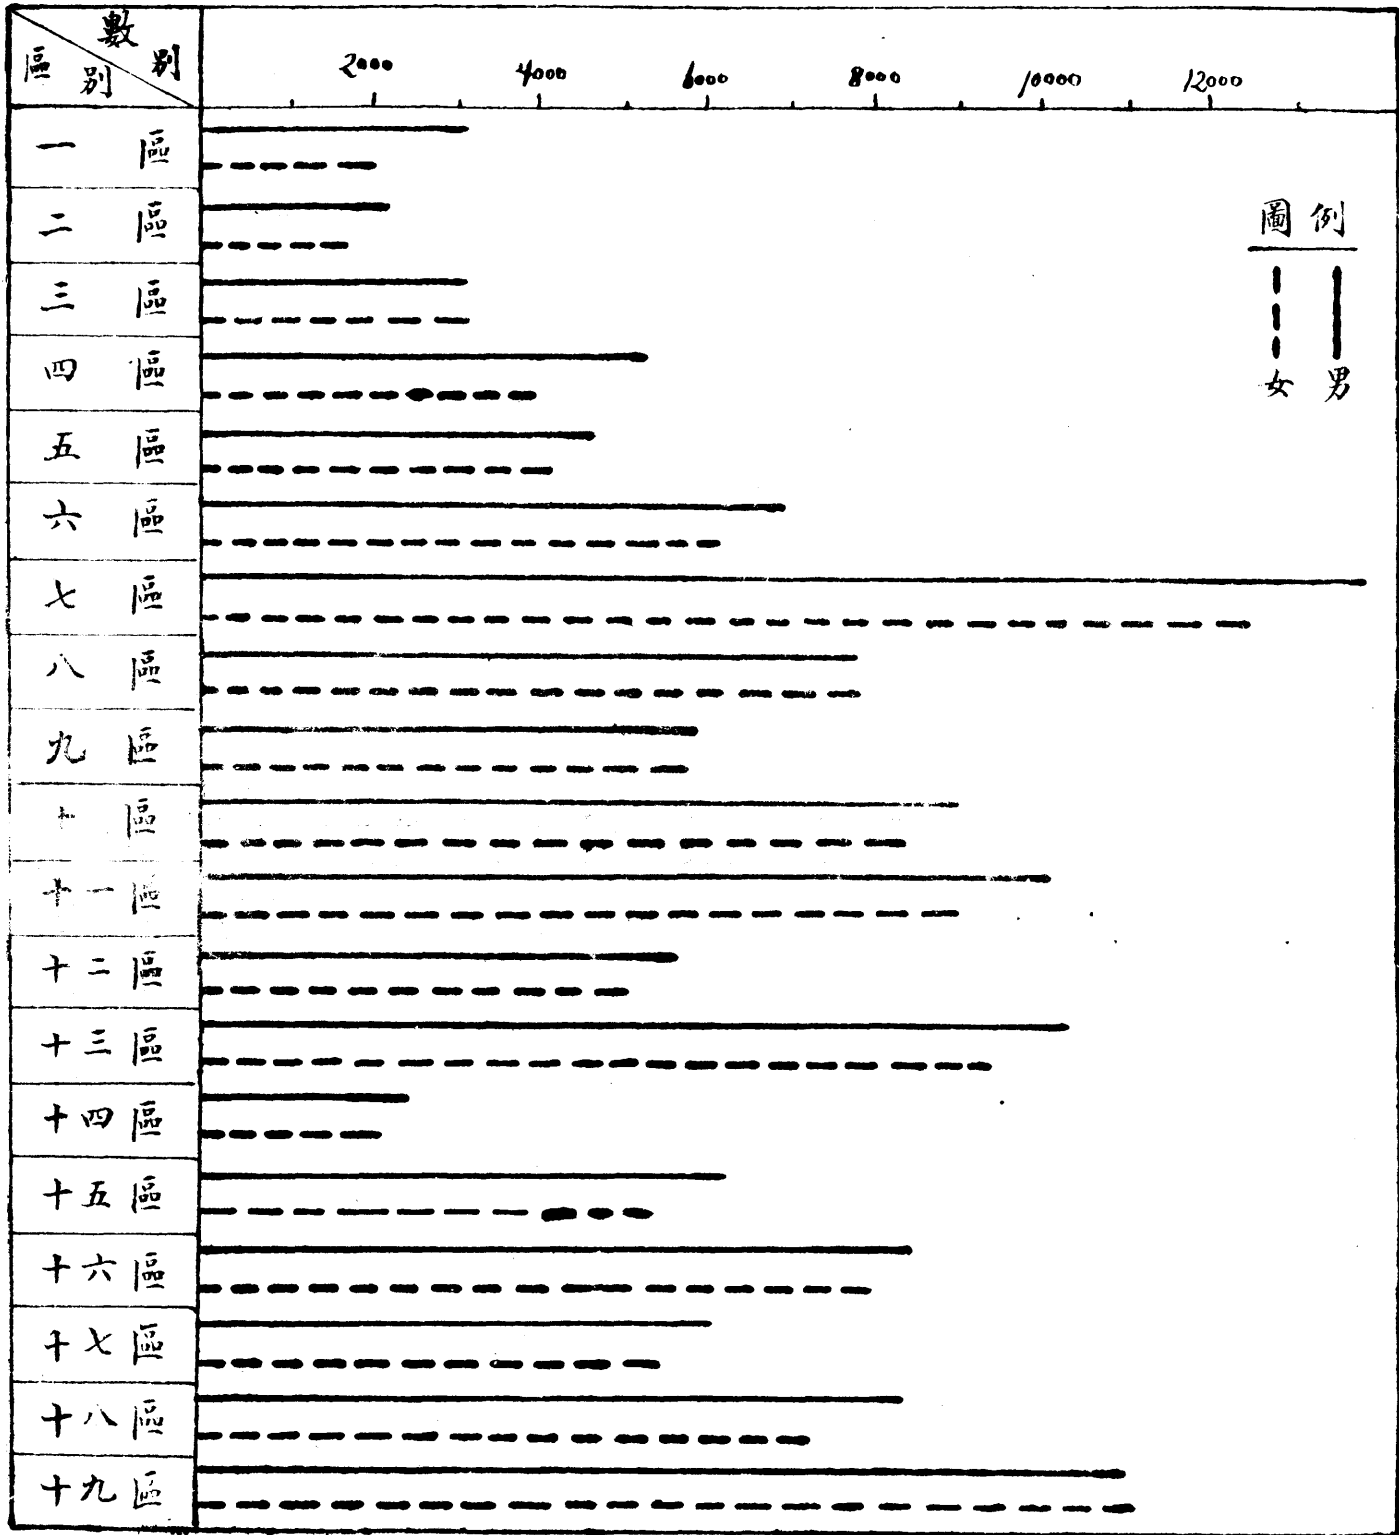 數別
區別
2000 4000 6000 8000 10000 12000
一區
二區
三區
四區
五區
六區
七區
八區
九區
十區
十一區
十二區
十三區
十四區
十五區
十六區
十七區
十八區
十九區
圖例
女 男